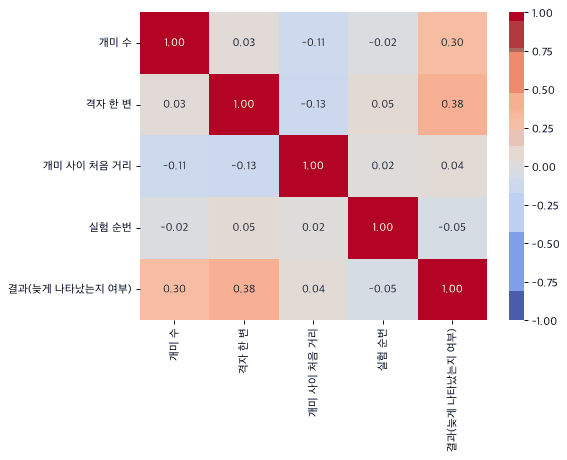 개미 수 1.00 0.03 -0.11 -0.02 0.30
격자 한 변 0.03 1.00 -0.13 0.05 0.38
개미 사이 처음 거리 -0.11 -0.13 1.00 0.02 0.04
실험 순번 -0.02 0.05 0.02 1.00 -0.05
결과(늦게 나타났는지 여부) 0.30 0.38 0.04 -0.05 1.00
개미 수
격자 한 변
개미 사이 처음 거리
실험 순번
결과(늦게 나타났는지 여부)
1.00
0.75
0.50
0.25
0.00
-0.25
-0.50
-0.75
-1.00